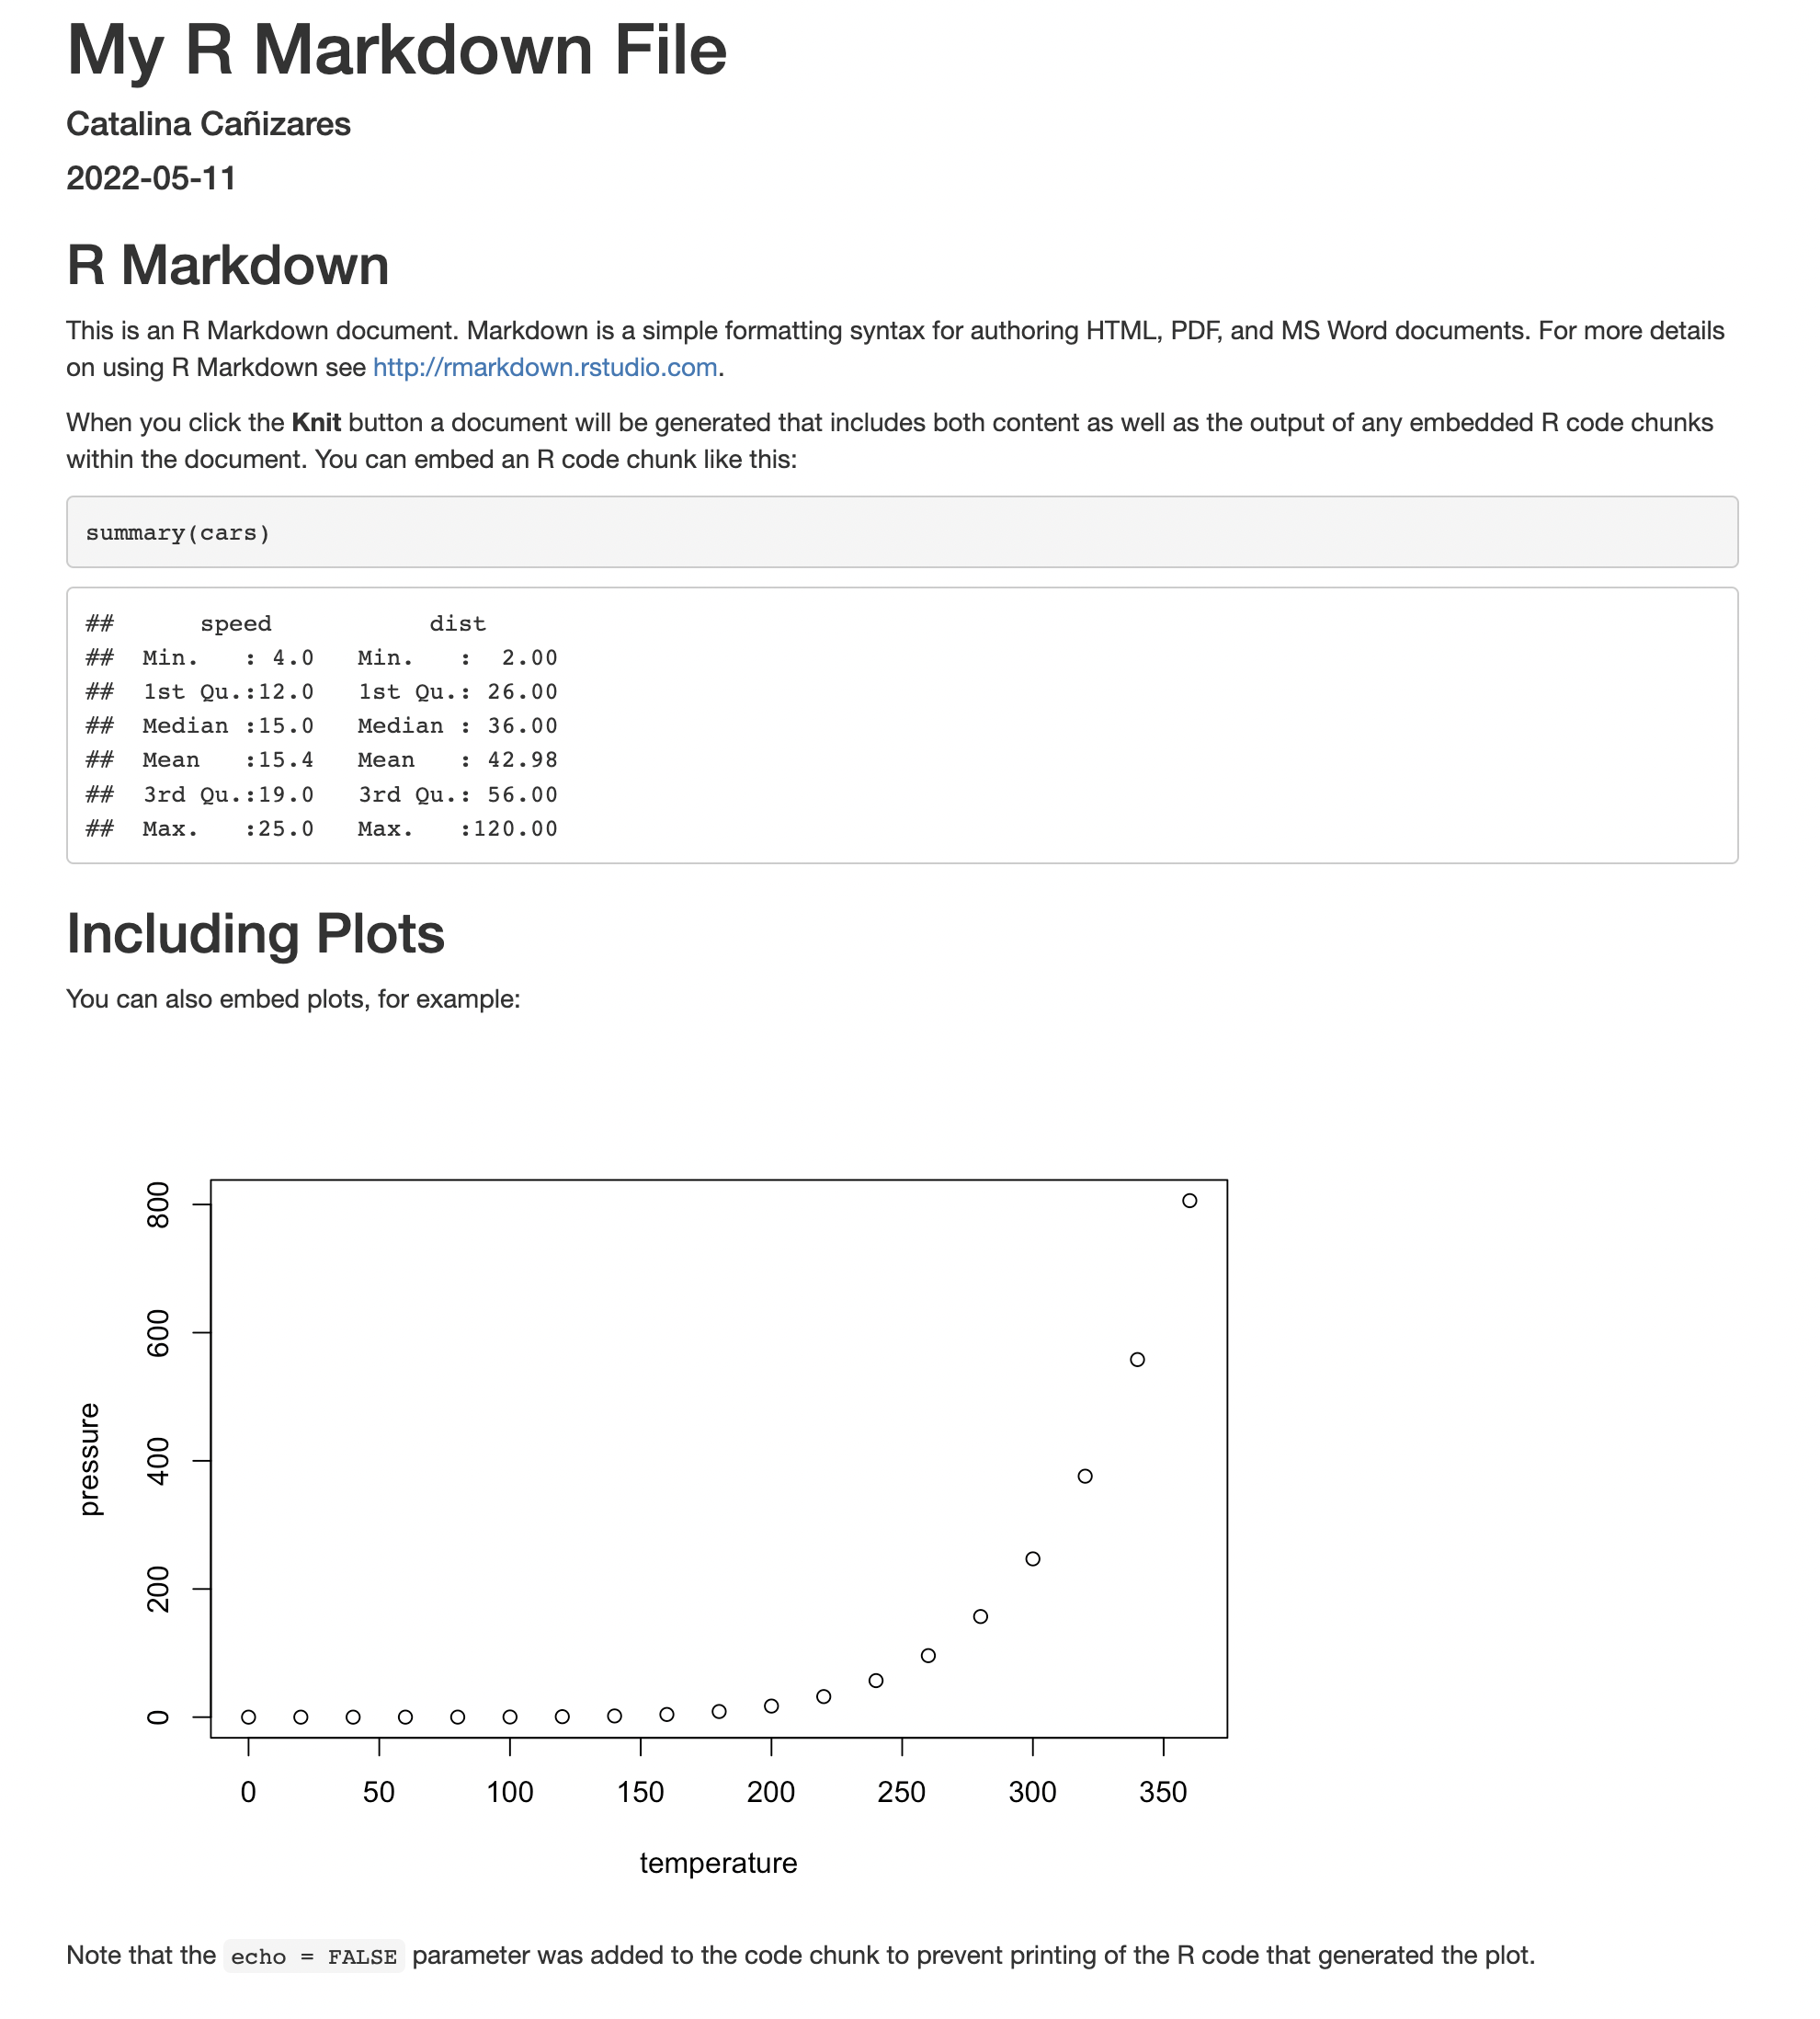 My R Markdown File
Catalina Cañizares
2022-05-11
R Markdown
This is an R Markdown document. Markdown is a simple formatting syntax for authoring HTML, PDF, and MS Word documents. For more details
on using R Markdown see http://rmarkdown.rstudio.com.
When you click the Knit button a document will be generated that includes both content as well as the output of any embedded R code chunks
within the document. You can embed an R code chunk like this:
summary(cars)
##      speed           dist
##  Min.   : 4.0   Min.   :  2.00
##  1st Qu.:12.0   1st Qu.: 26.00
##  Median :15.0   Median : 36.00
##  Mean   :15.4   Mean   : 42.98
##  3rd Qu.:19.0   3rd Qu.: 56.00
##  Max.   :25.0   Max.   :120.00
Including Plots
You can also embed plots, for example:
800
600
400
200
0
pressure
0 50 100 150 200 250 300 350
temperature
Note that the echo = FALSE parameter was added to the code chunk to prevent printing of the R code that generated the plot.